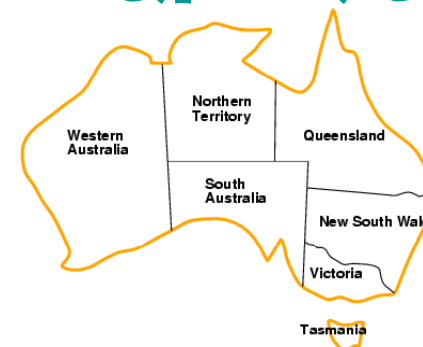 Northern
Territory
Western
Australia
Queensland
South
Australia
New South Wal
Victoria
Tasmania